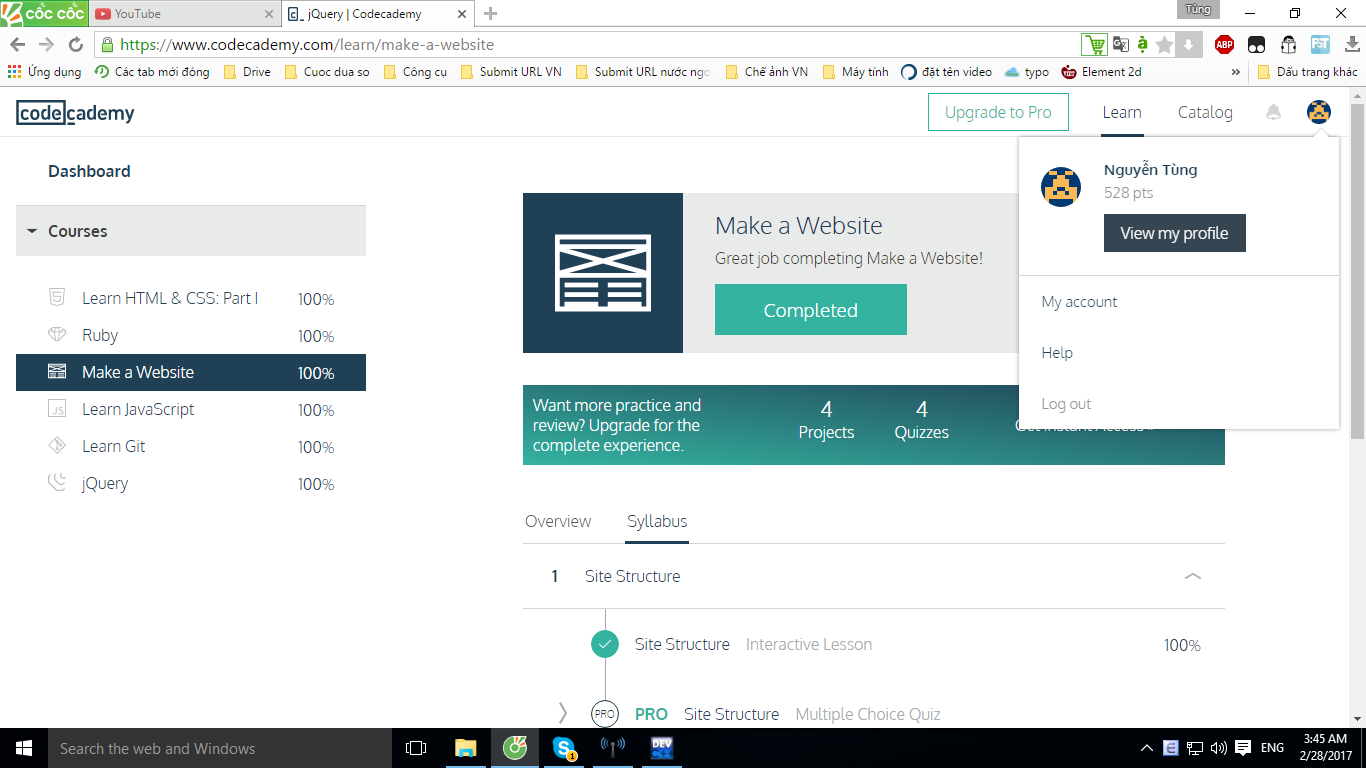 CỐC CỐC
YouTube
jQuery | Codecademy
Tùng
https://www.codecademy.com/learn/make-a-website
ABP
Ứng dụng
Các tab mới đóng
Drive
Cuoc dua so
Công cụ
Submit URL VN
Submit URL nước ngo
Chế ảnh VN
Máy tính
đặt tên video
typo
Element 2d
»
Dấu trang khác
codecademy
Upgrade to Pro
Learn
Catalog
Dashboard
Nguyễn Tùng
528 pts
View my profile
My account
Help
Log out
Courses
Learn HTML & CSS: Part I 100%
Ruby 100%
Make a Website 100%
Learn JavaScript 100%
Learn Git 100%
jQuery 100%
Make a Website
Great job completing Make a Website!
Completed
Want more practice and
review? Upgrade for the
complete experience.
4
Projects
4
Quizzes
Overview
Syllabus
1 Site Structure
Site Structure Interactive Lesson 100%
PRO PRO Site Structure Multiple Choice Quiz
Search the web and Windows
DEV
1
ENG
3:45 AM
2/28/2017